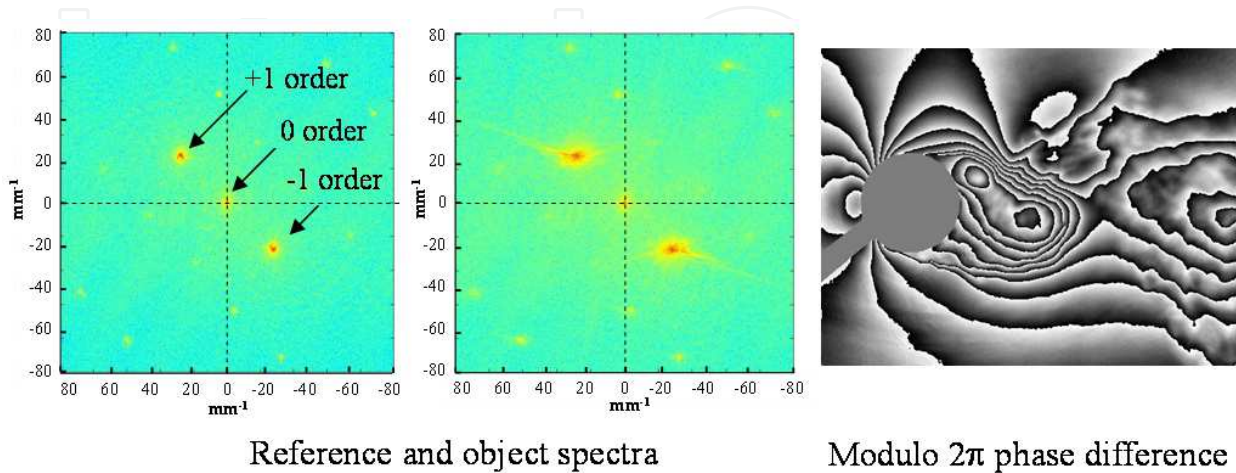 80
60
40
20
0
-20
-40
-60
-80
mm-1
80 60 40 20 0 -20 -40 -60 -80
mm-1
+1 order
0 order
-1 order
80
60
40
20
0
-20
-40
-60
-80
mm-1
80 60 40 20 0 -20 -40 -60 -80
mm-1
Reference and object spectra
Modulo 2π phase difference